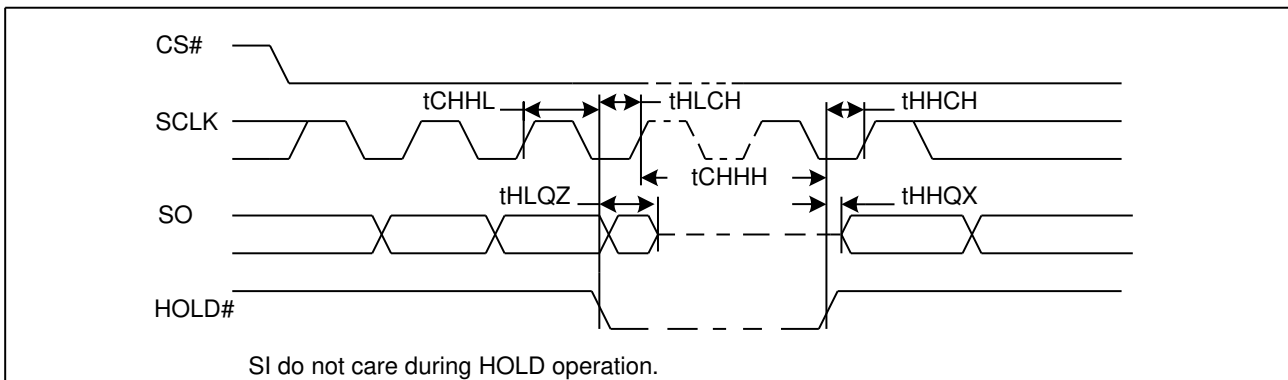 CS#
tCHHL
tHLCH
tHHCH
SCLK
tCHHH
tHLQZ
tHHQX
SO
HOLD#
SI do not care during HOLD operation.